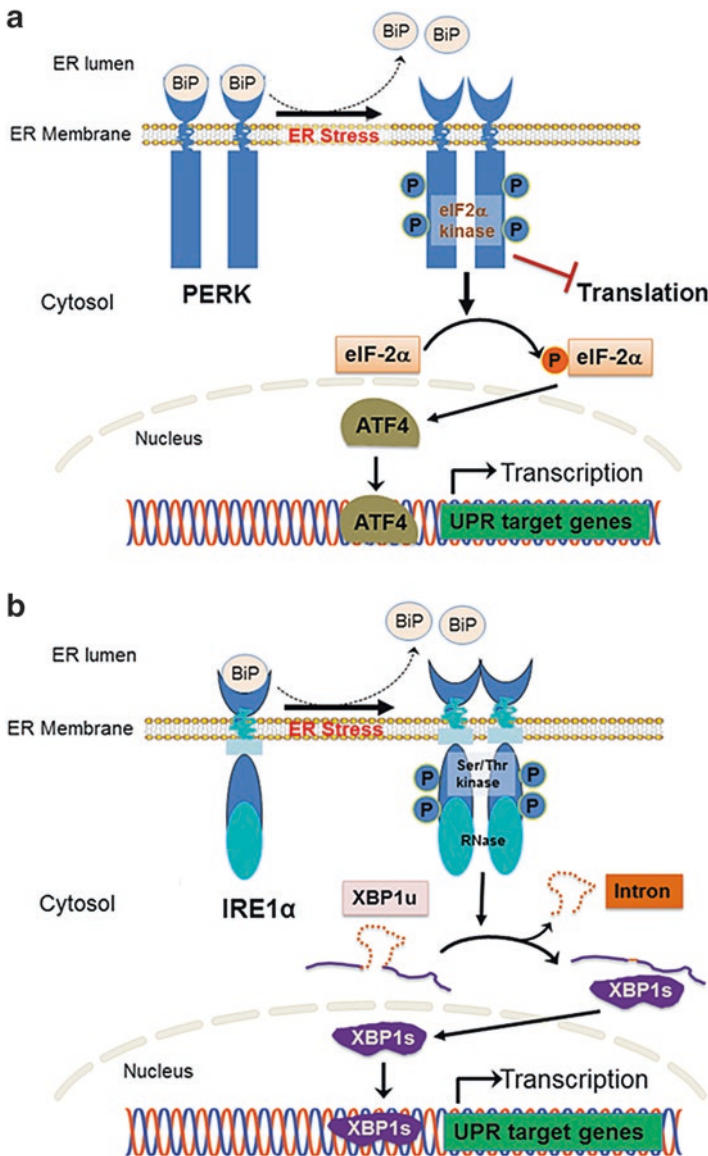 a
BiP BiP
ER lumen
BiP BiP
ER Membrane
ER Stress
P P
eIF2α
P P
kinase
Cytosol
PERK
Translation
eIF-2α
P eIF-2α
ATF4
Nucleus
Transcription
ATF4
UPR target genes
b
BiP BiP
ER lumen
BiP
ER Membrane
ER Stress
P P
Ser/Thr
kinase
P P
RNase
XBP1u
Intron
Cytosol
IRE1α
XBP1s
XBP1s
Nucleus
Transcription
XBP1s
UPR target genes